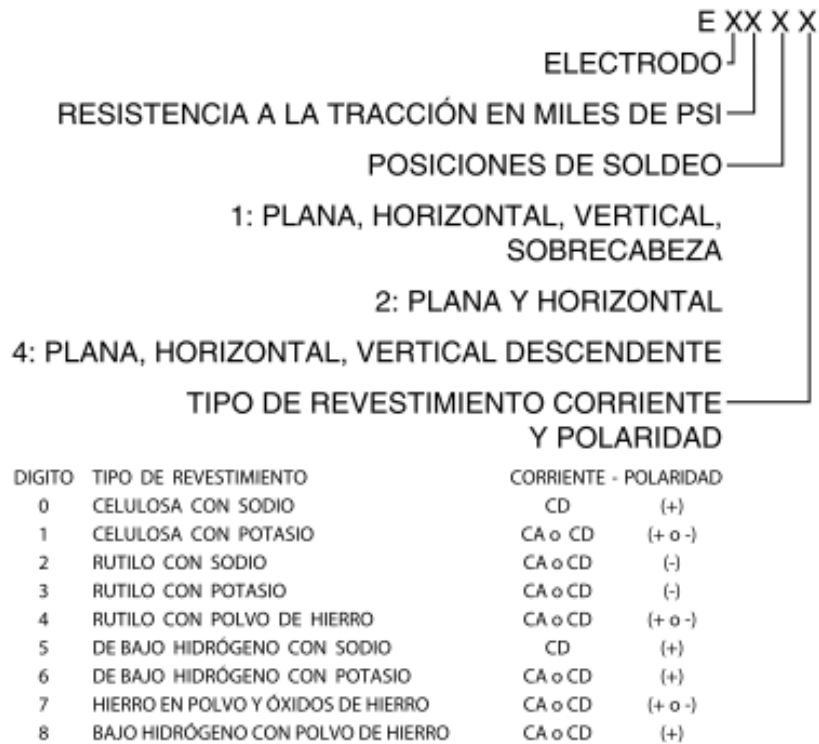 E XX X X
ELECTRODO
RESISTENCIA A LA TRACCIÓN EN MILES DE PSI
POSICIONES DE SOLDEO
1: PLANA, HORIZONTAL, VERTICAL,
SOBRECABEZA
2: PLANA Y HORIZONTAL
4: PLANA, HORIZONTAL, VERTICAL DESCENDENTE
TIPO DE REVESTIMIENTO CORRIENTE
Y POLARIDAD
DIGITO TIPO DE REVESTIMIENTO CORRIENTE - POLARIDAD
0 CELULOSA CON SODIO CD (+)
1 CELULOSA CON POTASIO CA o CD (+ o -)
2 RUTILO CON SODIO CA o CD (-)
3 RUTILO CON POTASIO CA o CD (-)
4 RUTILO CON POLVO DE HIERRO CA o CD (+ o -)
5 DE BAJO HIDRÓGENO CON SODIO CD (+)
6 DE BAJO HIDRÓGENO CON POTASIO CA o CD (+)
7 HIERRO EN POLVO Y ÓXIDOS DE HIERRO CA o CD (+ o -)
8 BAJO HIDRÓGENO CON POLVO DE HIERRO CA o CD (+)